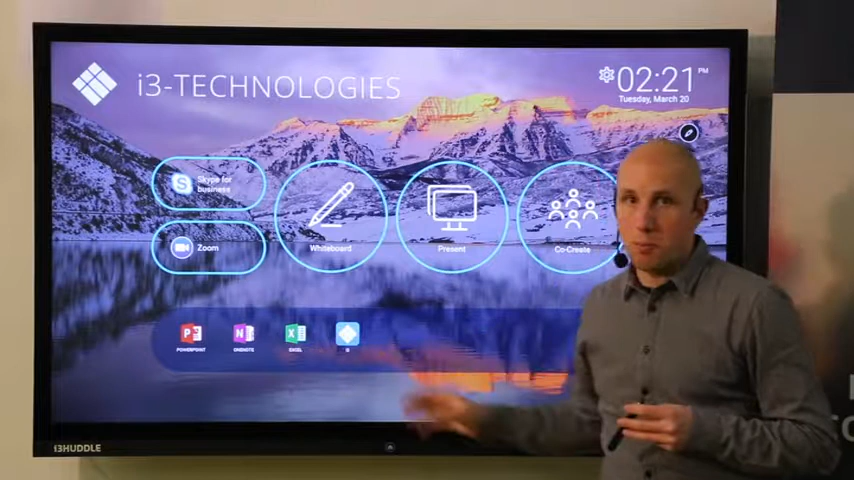 i3-TECHNOLOGIES
02:21 PM
Tuesday, March 20
Skype for
business
Zoom
Whiteboard
Present
Co-Create
POWERPOINT
ONENOTE
EXCEL
i3HUDDLE